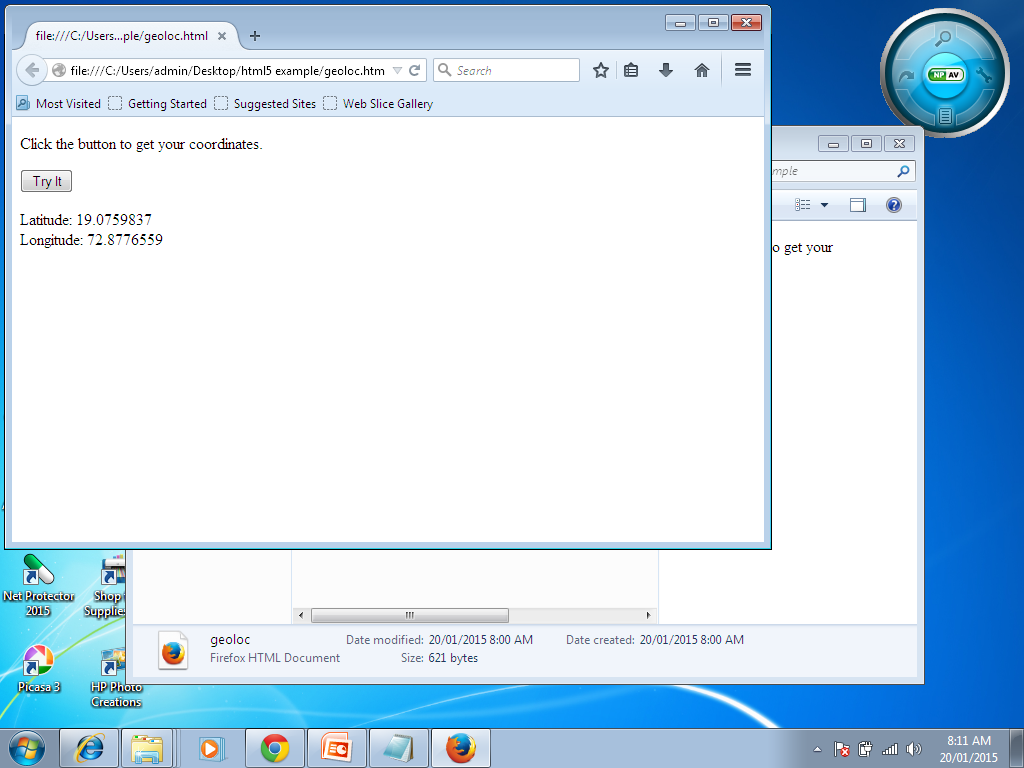 file:///C:/Users...ple/geoloc.html
file:///C:/Users/admin/Desktop/html5 example/geoloc.htm
Search
Most Visited Getting Started Suggested Sites Web Slice Gallery
Click the button to get your coordinates.
Try It
Latitude: 19.0759837
Longitude: 72.8776559
NP AV
mple
o get your
Net Protector
2015
Shop
Supplies
Picasa 3
HP Photo
Creations
geoloc
Date modified: 20/01/2015 8:00 AM
Date created: 20/01/2015 8:00 AM
Firefox HTML Document
Size: 621 bytes
8:11 AM
20/01/2015